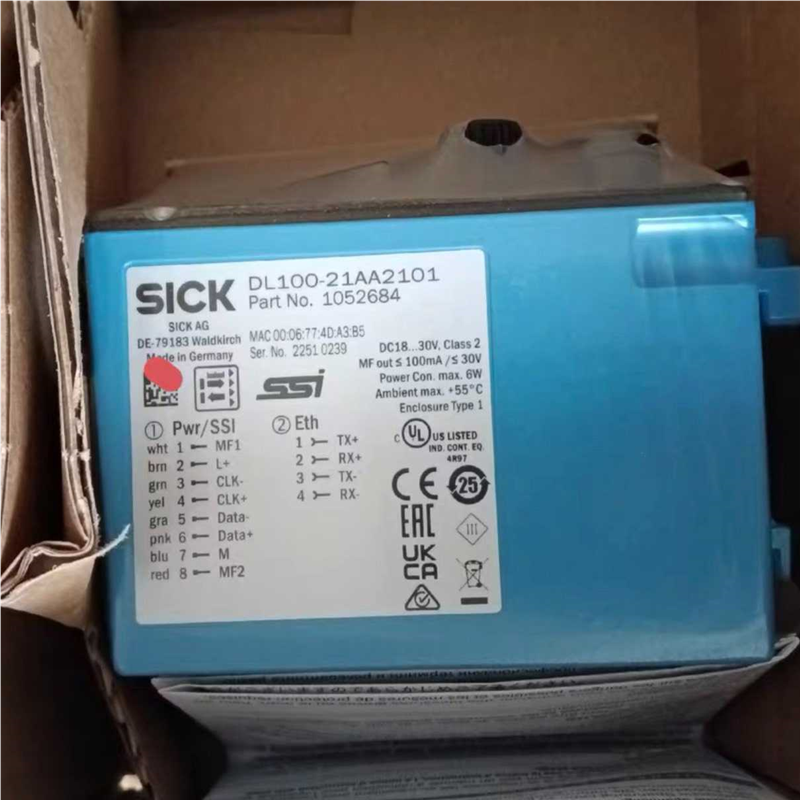 SICK
DL100-21AA2101
Part No. 1052684
SICK AG
DE-79183 Waldkirch
Made in Germany
MAC 00:06:77:4D:A3:B5
Ser. No. 2251 0239
SSI
DC18...30V, Class 2
MF out ≤ 100mA / ≤ 30V
Power Con. max. 6W
Ambient max. +55°C
Enclosure Type 1
① Pwr/SSI
wht 1 MF1
brn 2 L+
grn 3 CLK-
yel 4 CLK+
gra 5 Data-
pnk 6 Data+
blu 7 M
red 8 MF2
② Eth
1 TX+
2 RX+
3 TX-
4 RX-
C UL US LISTED
IND. CONT. EQ.
4R97
CE 25
EAC
UK
CA